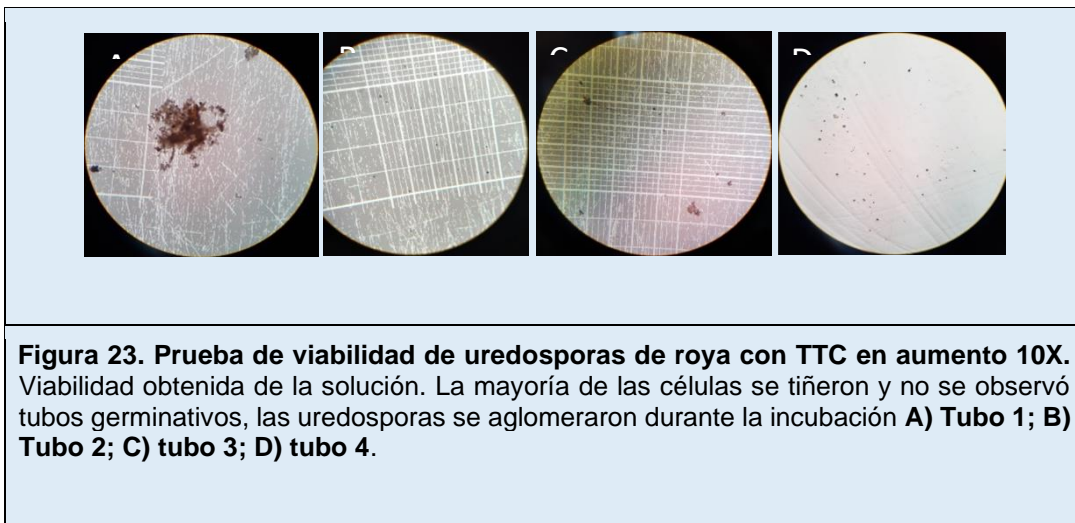 A B C D
Figura 23. Prueba de viabilidad de uredosporas de roya con TTC en aumento 10X.
Viabilidad obtenida de la solución. La mayoría de las células se tiñeron y no se observó
tubos germinativos, las uredosporas se aglomeraron durante la incubación A) Tubo 1; B)
Tubo 2; C) tubo 3; D) tubo 4.